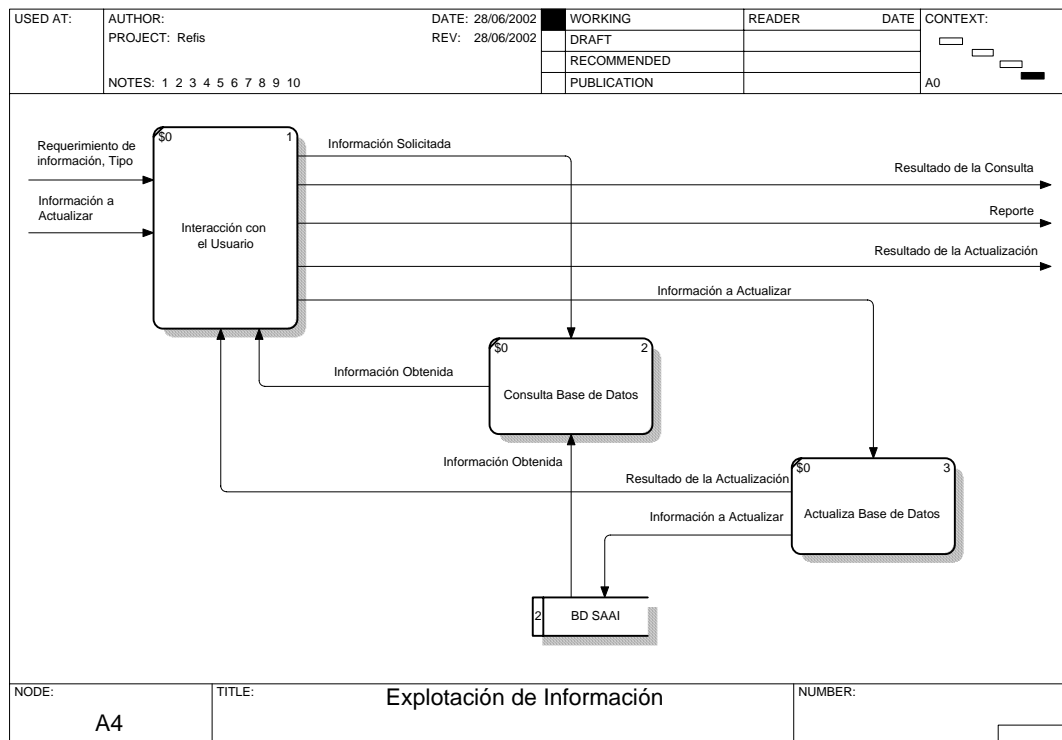 USED AT:
AUTHOR:
DATE: 28/06/2002
WORKING
READER
DATE
CONTEXT:
PROJECT: Refis
REV: 28/06/2002
DRAFT
RECOMMENDED
NOTES: 1 2 3 4 5 6 7 8 9 10
PUBLICATION
A0
Requerimiento de
información, Tipo
Información a
Actualizar
$0
1
Interacción con
el Usuario
Información Solicitada
Resultado de la Consulta
Reporte
Resultado de la Actualización
Información a Actualizar
$0
2
Consulta Base de Datos
Información Obtenida
Información Obtenida
$0
3
Actualiza Base de Datos
Resultado de la Actualización
Información a Actualizar
2
BD SAAI
NODE:
A4
TITLE:
Explotación de Información
NUMBER: